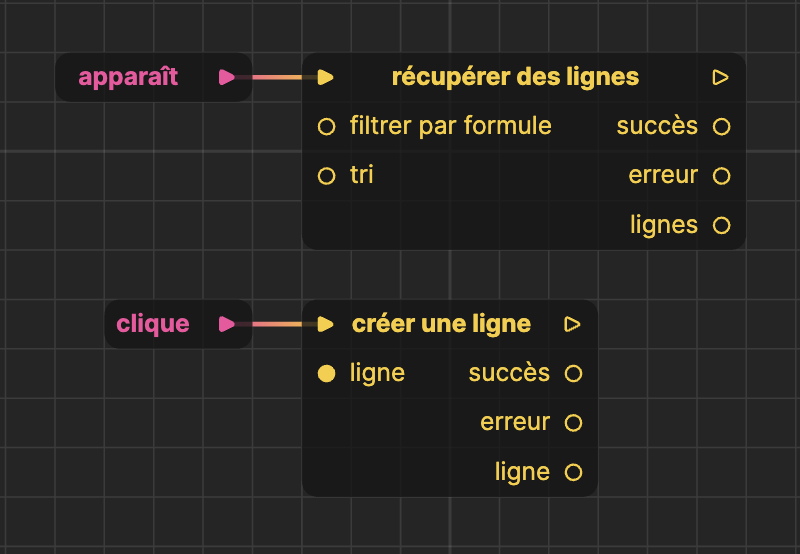 apparaît récupérer des lignes
filtrer par formule succès
tri erreur
lignes
clique créer une ligne
ligne succès
erreur
ligne